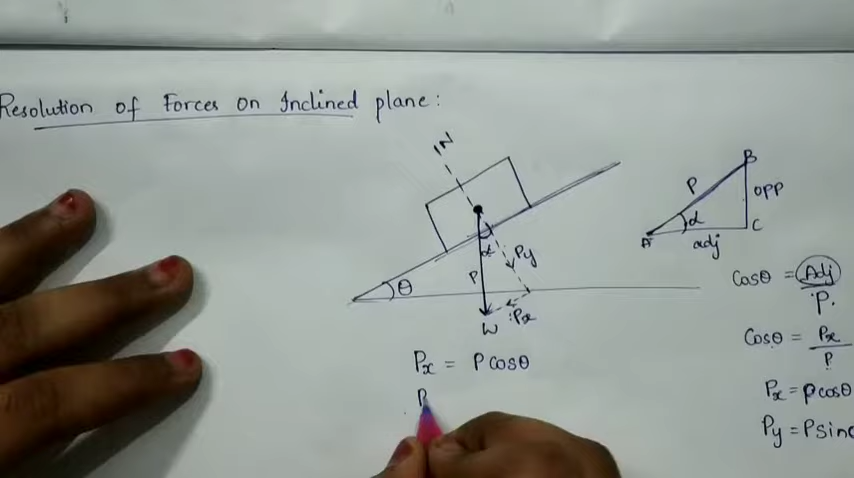 Resolution of Forces on Inclined plane:
N
B
P
opp
α
A
adj
C
α
Py
P
θ
Px
W
Cosθ = Adj / P.
Cosθ = Px / P
Px = Pcosθ
Px = Pcosθ
Py = Psin
P